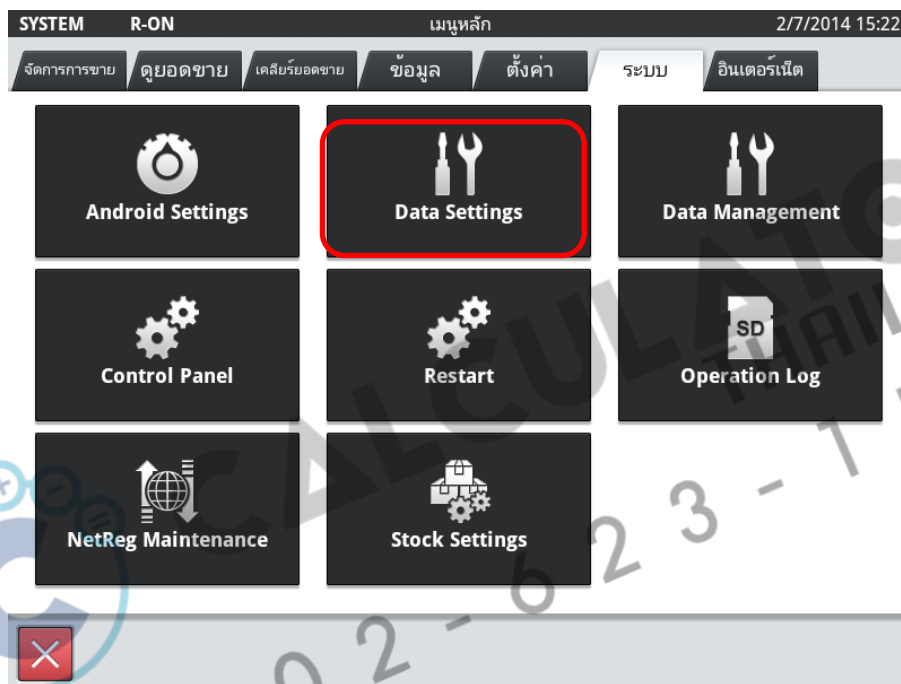 SYSTEM R-ON เมนูหลัก 2/7/2014 15:22
จัดการการขาย ดูยอดขาย เคลียร์ยอดขาย ข้อมูล ตั้งค่า ระบบ อินเตอร์เน็ต
Android Settings Data Settings Data Management
SD
Control Panel Restart Operation Log
NetReg Maintenance Stock Settings
CALCULATO
THAIL
02-623-1